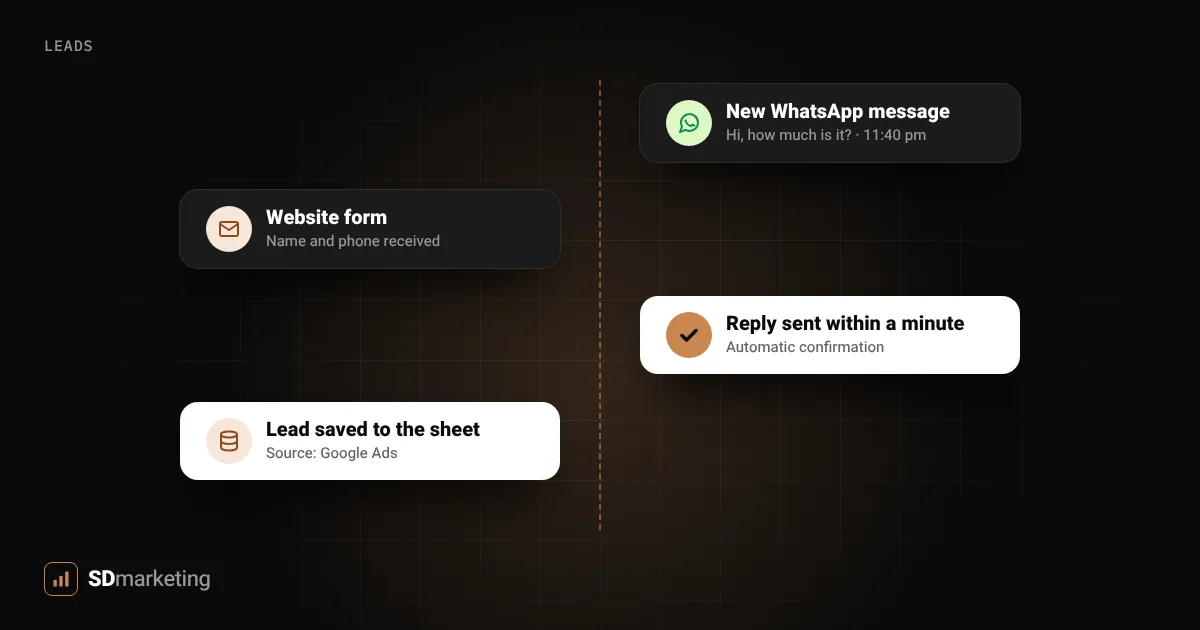 LEADS
New WhatsApp message
Hi, how much is it? · 11:40 pm
Website form
Name and phone received
Reply sent within a minute
Automatic confirmation
Lead saved to the sheet
Source: Google Ads
SDmarketing